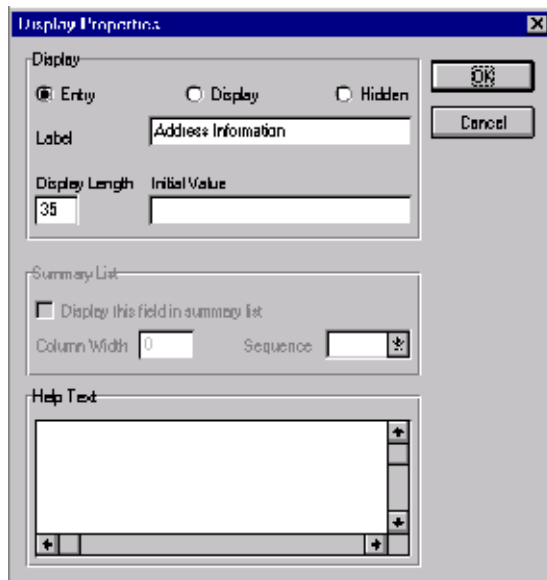 Display Properties
Display
Entry Display Hidden
Label Address Information
Display Length Initial Value
35
OK
Cancel
Summary List
Display this field in summary list
Column Width 0 Sequence
Help Text